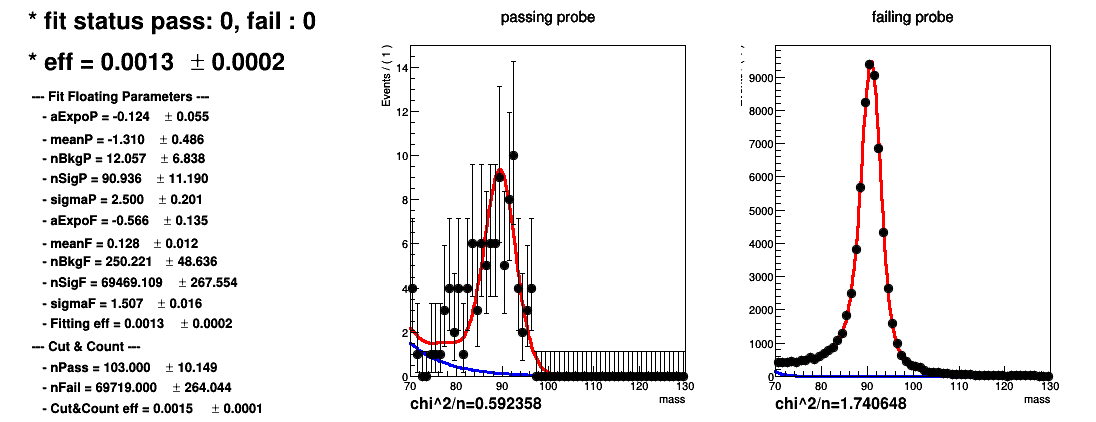 * fit status pass: 0, fail : 0
* eff = 0.0013 ± 0.0002
--- Fit Floating Parameters ---
- aExpoP = -0.124 ± 0.055
- meanP = -1.310 ± 0.486
- nBkgP = 12.057 ± 6.838
- nSigP = 90.936 ± 11.190
- sigmaP = 2.500 ± 0.201
- aExpoF = -0.566 ± 0.135
- meanF = 0.128 ± 0.012
- nBkgF = 250.221 ± 48.636
- nSigF = 69469.109 ± 267.554
- sigmaF = 1.507 ± 0.016
- Fitting eff = 0.0013 ± 0.0002
--- Cut & Count ---
- nPass = 103.000 ± 10.149
- nFail = 69719.000 ± 264.044
- Cut&Count eff = 0.0015 ± 0.0001
passing probe
Events / ( 1 )
14
12
10
8
6
4
2
0
70 80 90 100 110 120 130
mass
chi^2/n=0.592358
failing probe
9000
8000
7000
6000
5000
4000
3000
2000
1000
0
70 80 90 100 110 120 130
mass
chi^2/n=1.740648